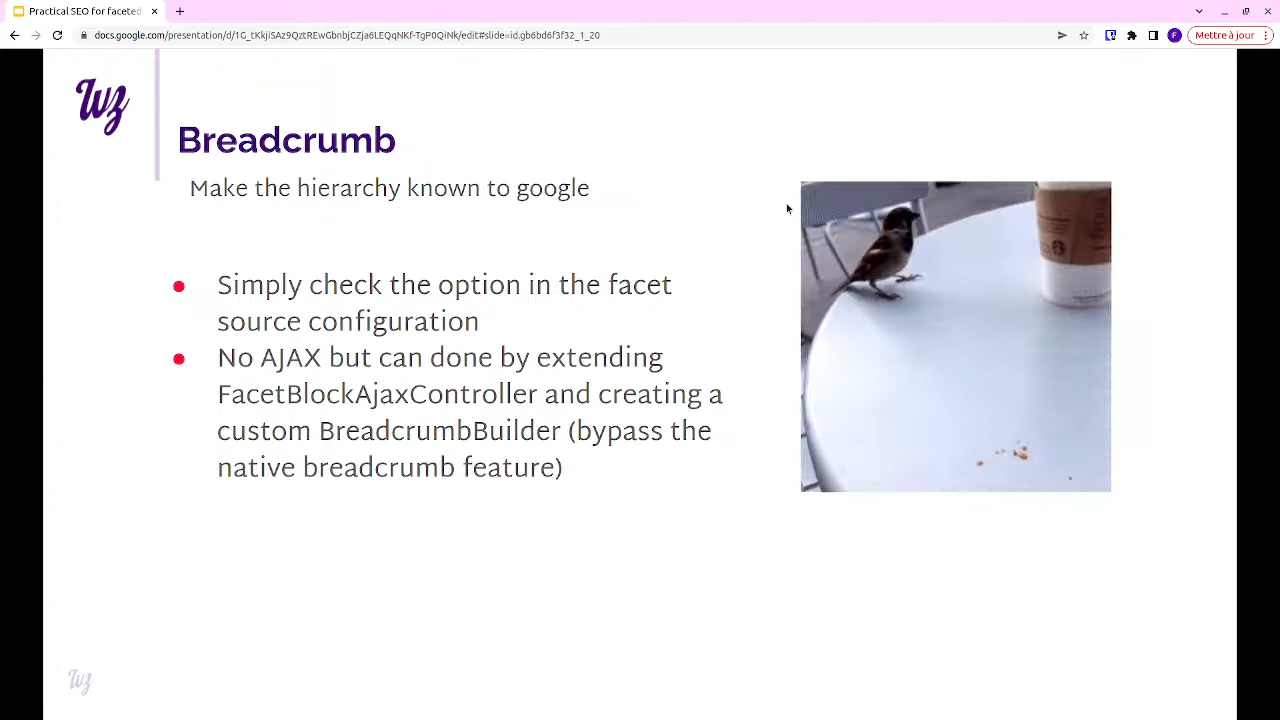 Practical SEO for faceted
docs.google.com/presentation/d/1G_tKkjiSAz9QztREwGbnbjCZja6LEQqNKf-TgP0QiNk/edit#slide=id.gb6bd6f3f32_1_20
F
Mettre à jour
wz
Breadcrumb
Make the hierarchy known to google
Simply check the option in the facet
source configuration
No AJAX but can done by extending
FacetBlockAjaxController and creating a
custom BreadcrumbBuilder (bypass the
native breadcrumb feature)
wz